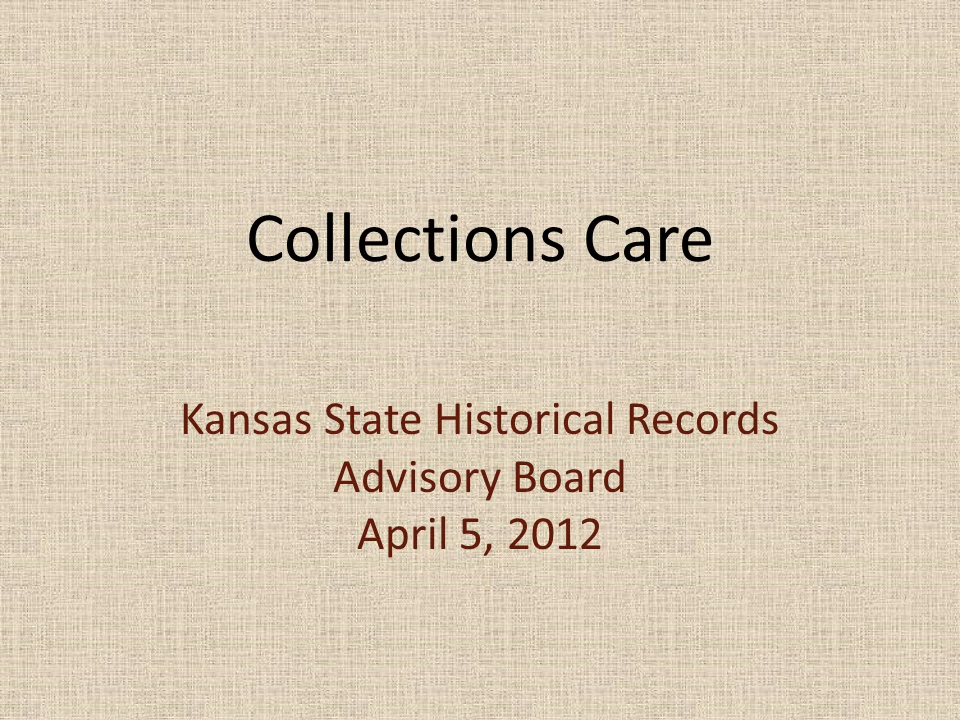 Collections Care
Kansas State Historical Records
Advisory Board
April 5, 2012